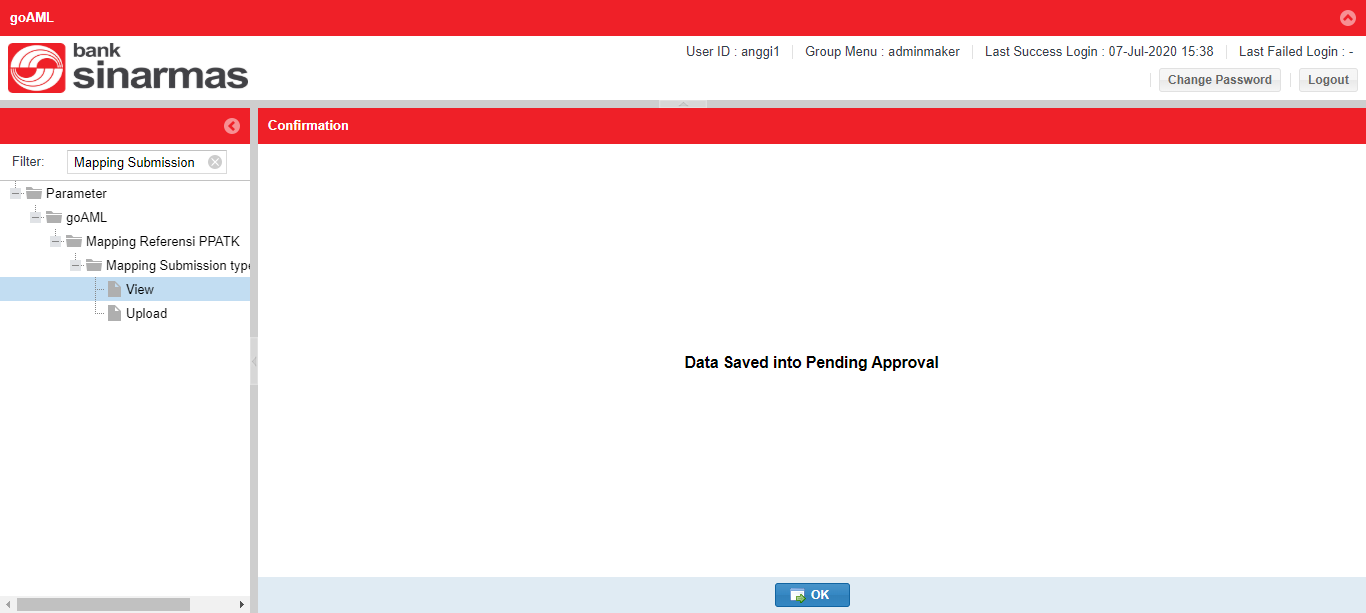 goAML
bank
sinarmas
User ID : anggi1 Group Menu : adminmaker Last Success Login : 07-Jul-2020 15:38 Last Failed Login : -
Change Password Logout
Confirmation
Filter: Mapping Submission
Parameter
goAML
Mapping Referensi PPATK
Mapping Submission type
View
Upload
Data Saved into Pending Approval
OK